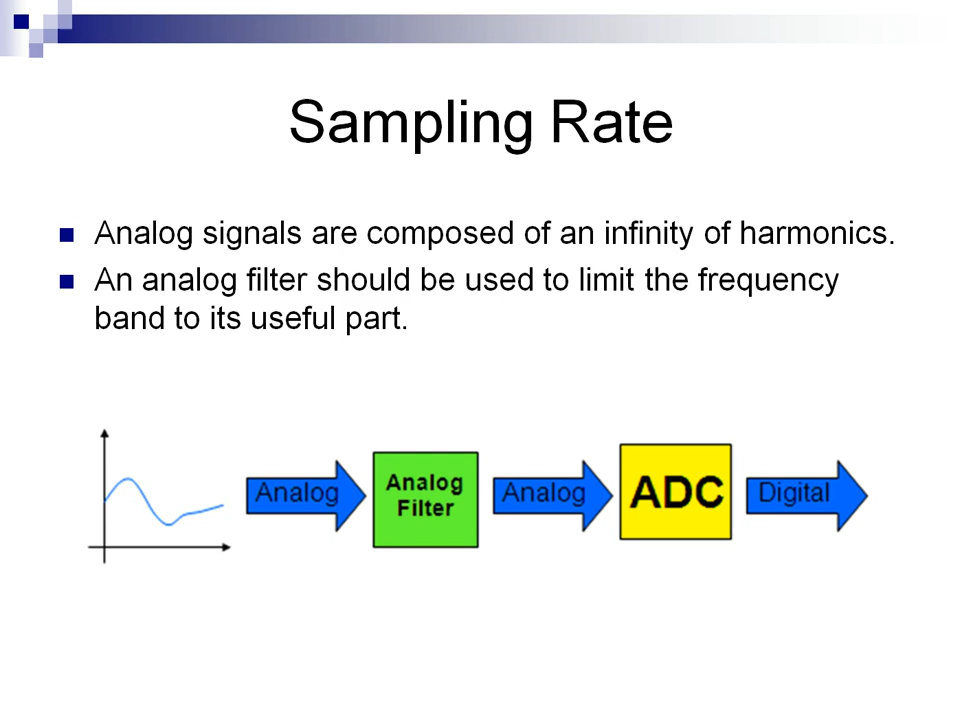 Sampling Rate
Analog signals are composed of an infinity of harmonics.
An analog filter should be used to limit the frequency
band to its useful part.
Analog
Analog
Filter
Analog
ADC
Digital